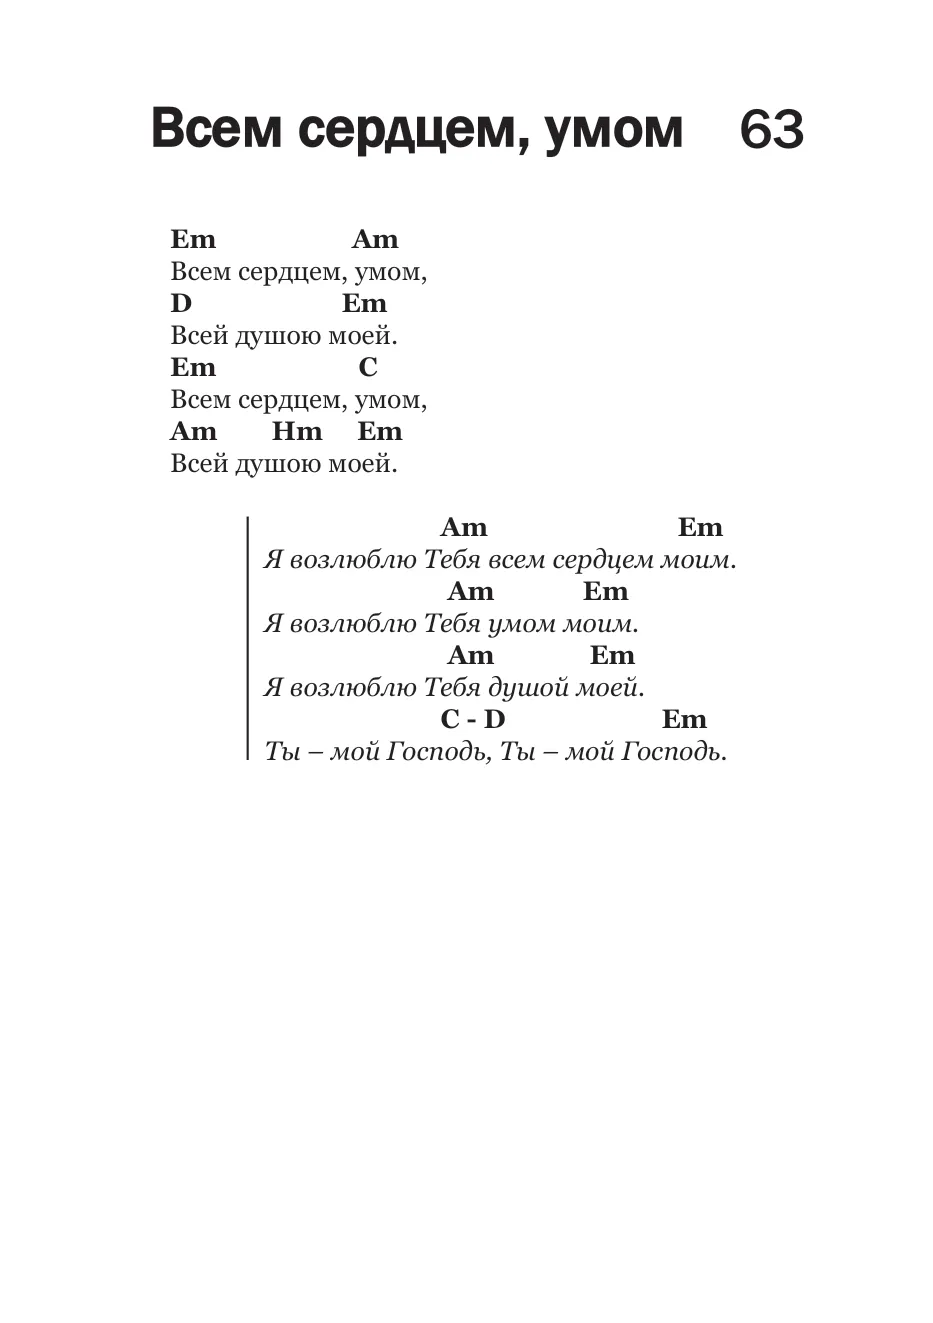 Всем сердцем, умом 63
Em Am
Всем сердцем, умом,
D Em
Всей душою моей.
Em C
Всем сердцем, умом,
Am Hm Em
Всей душою моей.
Am Em
Я возлюблю Тебя всем сердцем моим.
Am Em
Я возлюблю Тебя умом моим.
Am Em
Я возлюблю Тебя душой моей.
C - D Em
Ты – мой Господь, Ты – мой Господь.